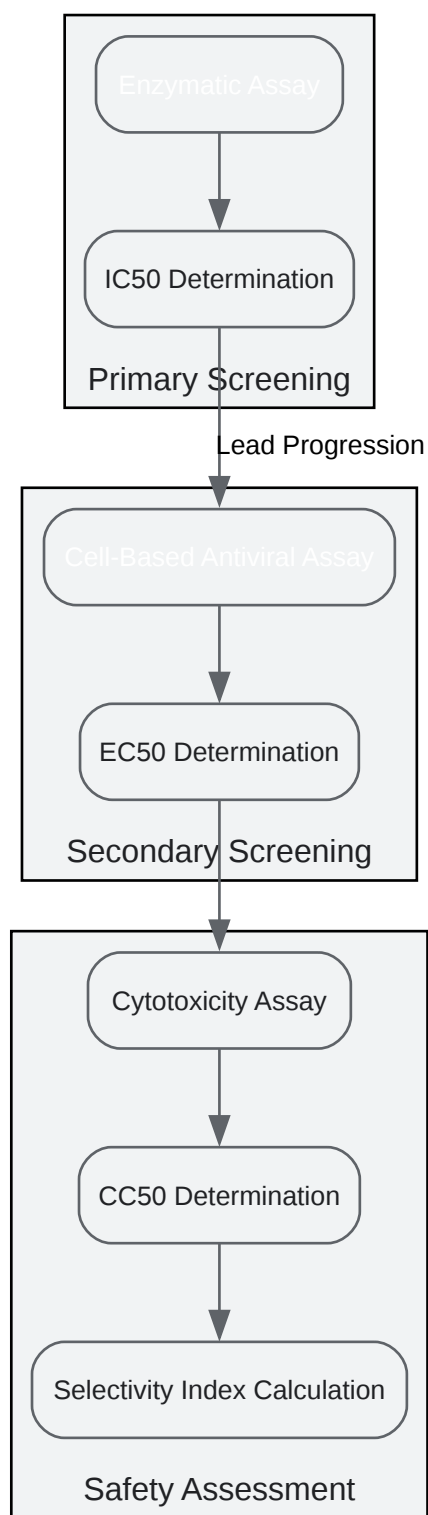 Enzymatic Assay
IC50 Determination
Primary Screening
Lead Progression
Cell-Based Antiviral Assay
EC50 Determination
Secondary Screening
Cytotoxicity Assay
CC50 Determination
Selectivity Index Calculation
Safety Assessment